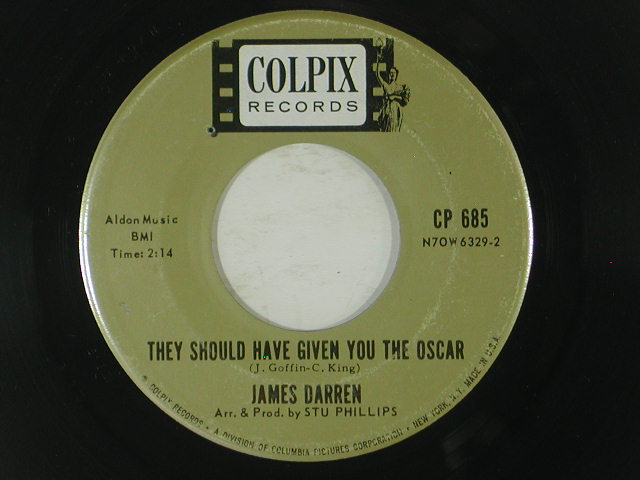 COLPIX
RECORDS
Aldon Music
BMI
Time: 2:14
CP 685
N7OW6329-2
THEY SHOULD HAVE GIVEN YOU THE OSCAR
(J. Goffin-C. King)
JAMES DARREN
Arr. & Prod. by STU PHILLIPS
COLPIX RECORDS • A DIVISION OF COLUMBIA PICTURES CORPORATION • NEW YORK, N.Y. MADE IN U.S.A.